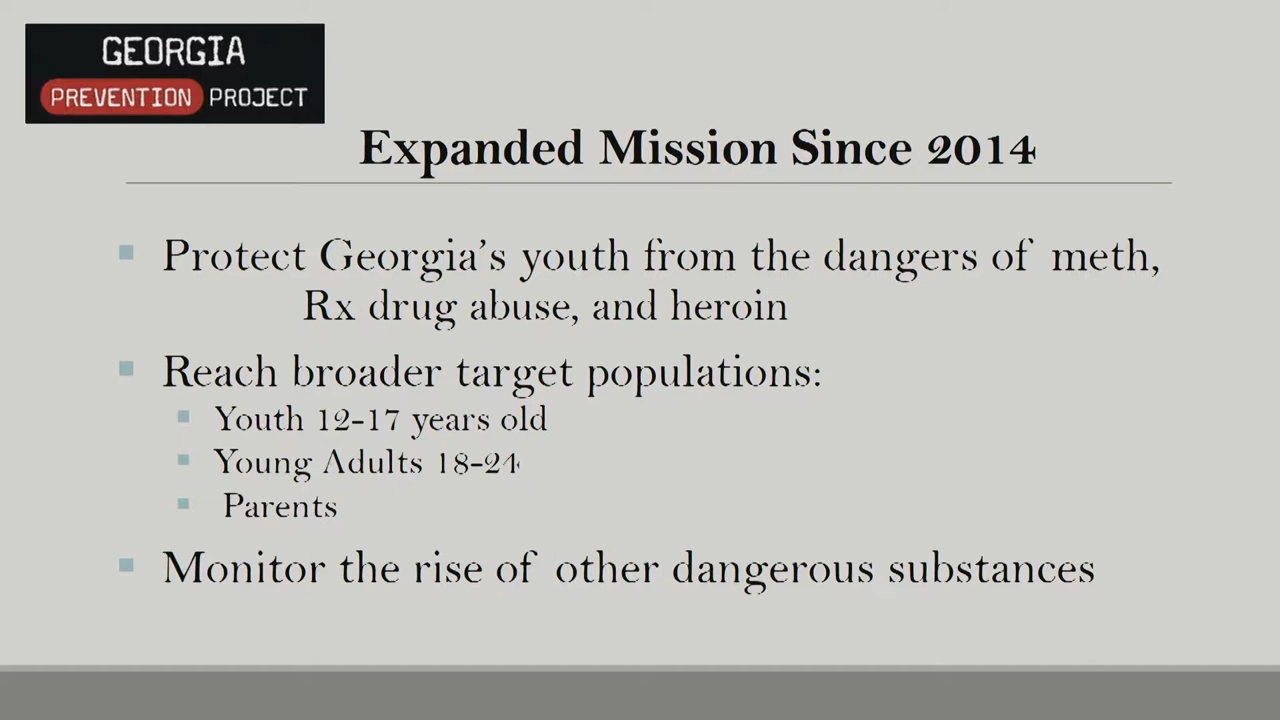 GEORGIA
PREVENTION PROJECT
Expanded Mission Since 2014
Protect Georgia's youth from the dangers of meth,
Rx drug abuse, and heroin
Reach broader target populations:
Youth 12-17 years old
Young Adults 18-24
Parents
Monitor the rise of other dangerous substances